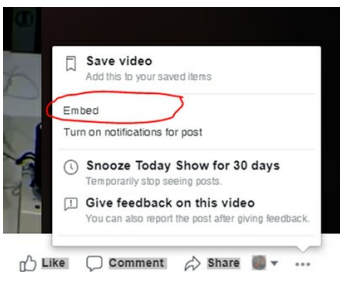 Save video
Add this to your saved items
Embed
Turn on notifications for post
Snooze Today Show for 30 days
Temporarily stop seeing posts.
Give feedback on this video
You can also report the post after giving feedback.
Like Comment Share